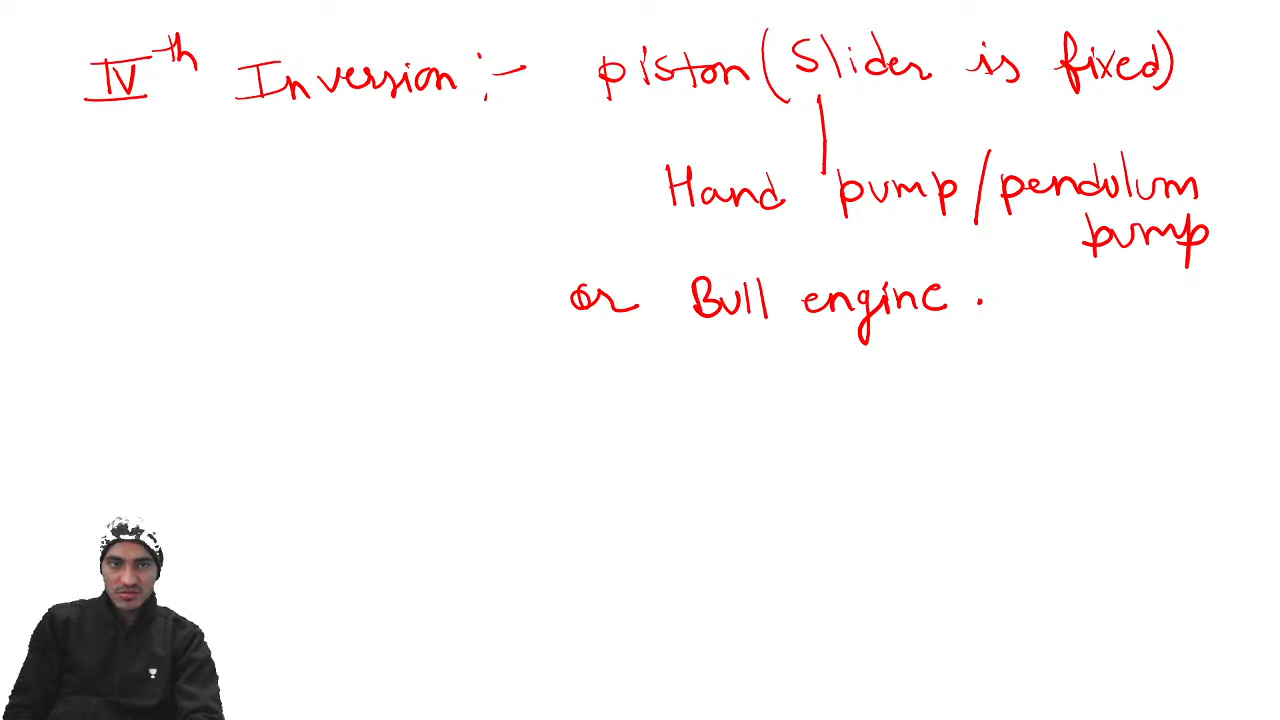 IVth Inversion :- piston (Slider is fixed)
Hand pump / pendulum
pump
or Bull engine .